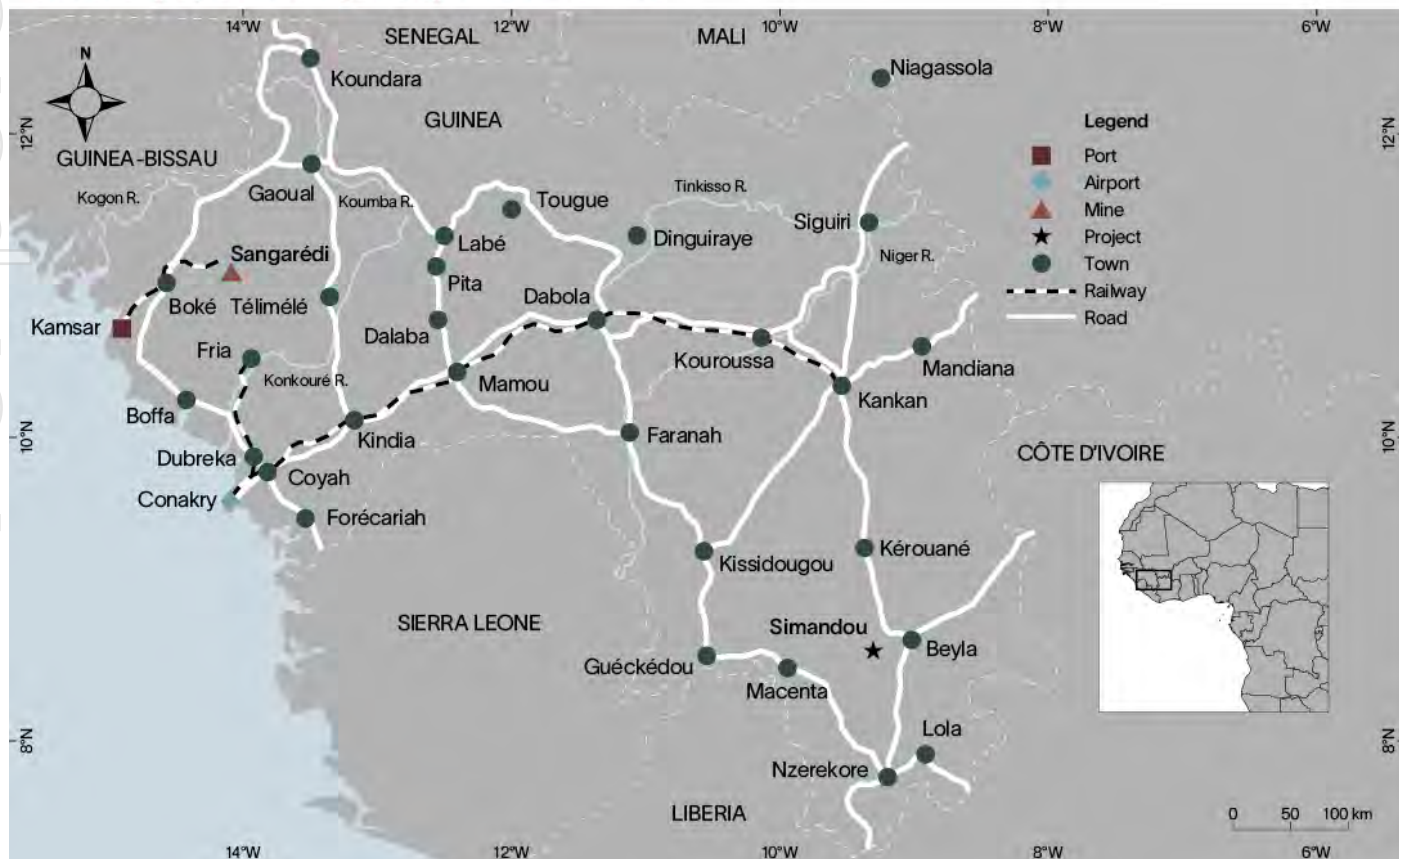 14°W
12°W
10°W
8°W
6°W
SENEGAL
MALI
N
Koundara
Niagassola
GUINEA
12°N
12°N
Legend
Port
Airport
Mine
Project
Town
Railway
Road
GUINEA-BISSAU
Kogon R.
Gaoual
Koumba R.
Tougue
Tinkisso R.
Siguiri
Niger R.
Labé
Dinguiraye
Sangarédi
Pita
Boké
Télimélé
Dabola
Kamsar
Dalaba
Fria
Kouroussa
Mandiana
Konkouré R.
Mamou
Kankan
Boffa
10°N
10°N
Kindia
Faranah
Dubreka
Coyah
CÔTE D'IVOIRE
Conakry
Forécariah
Kissidougou
Kérouané
SIERRA LEONE
Simandou
Beyla
Guéckédou
Macenta
Lola
8°N
8°N
Nzerekore
LIBERIA
0 50 100 km
14°W
12°W
10°W
8°W
6°W